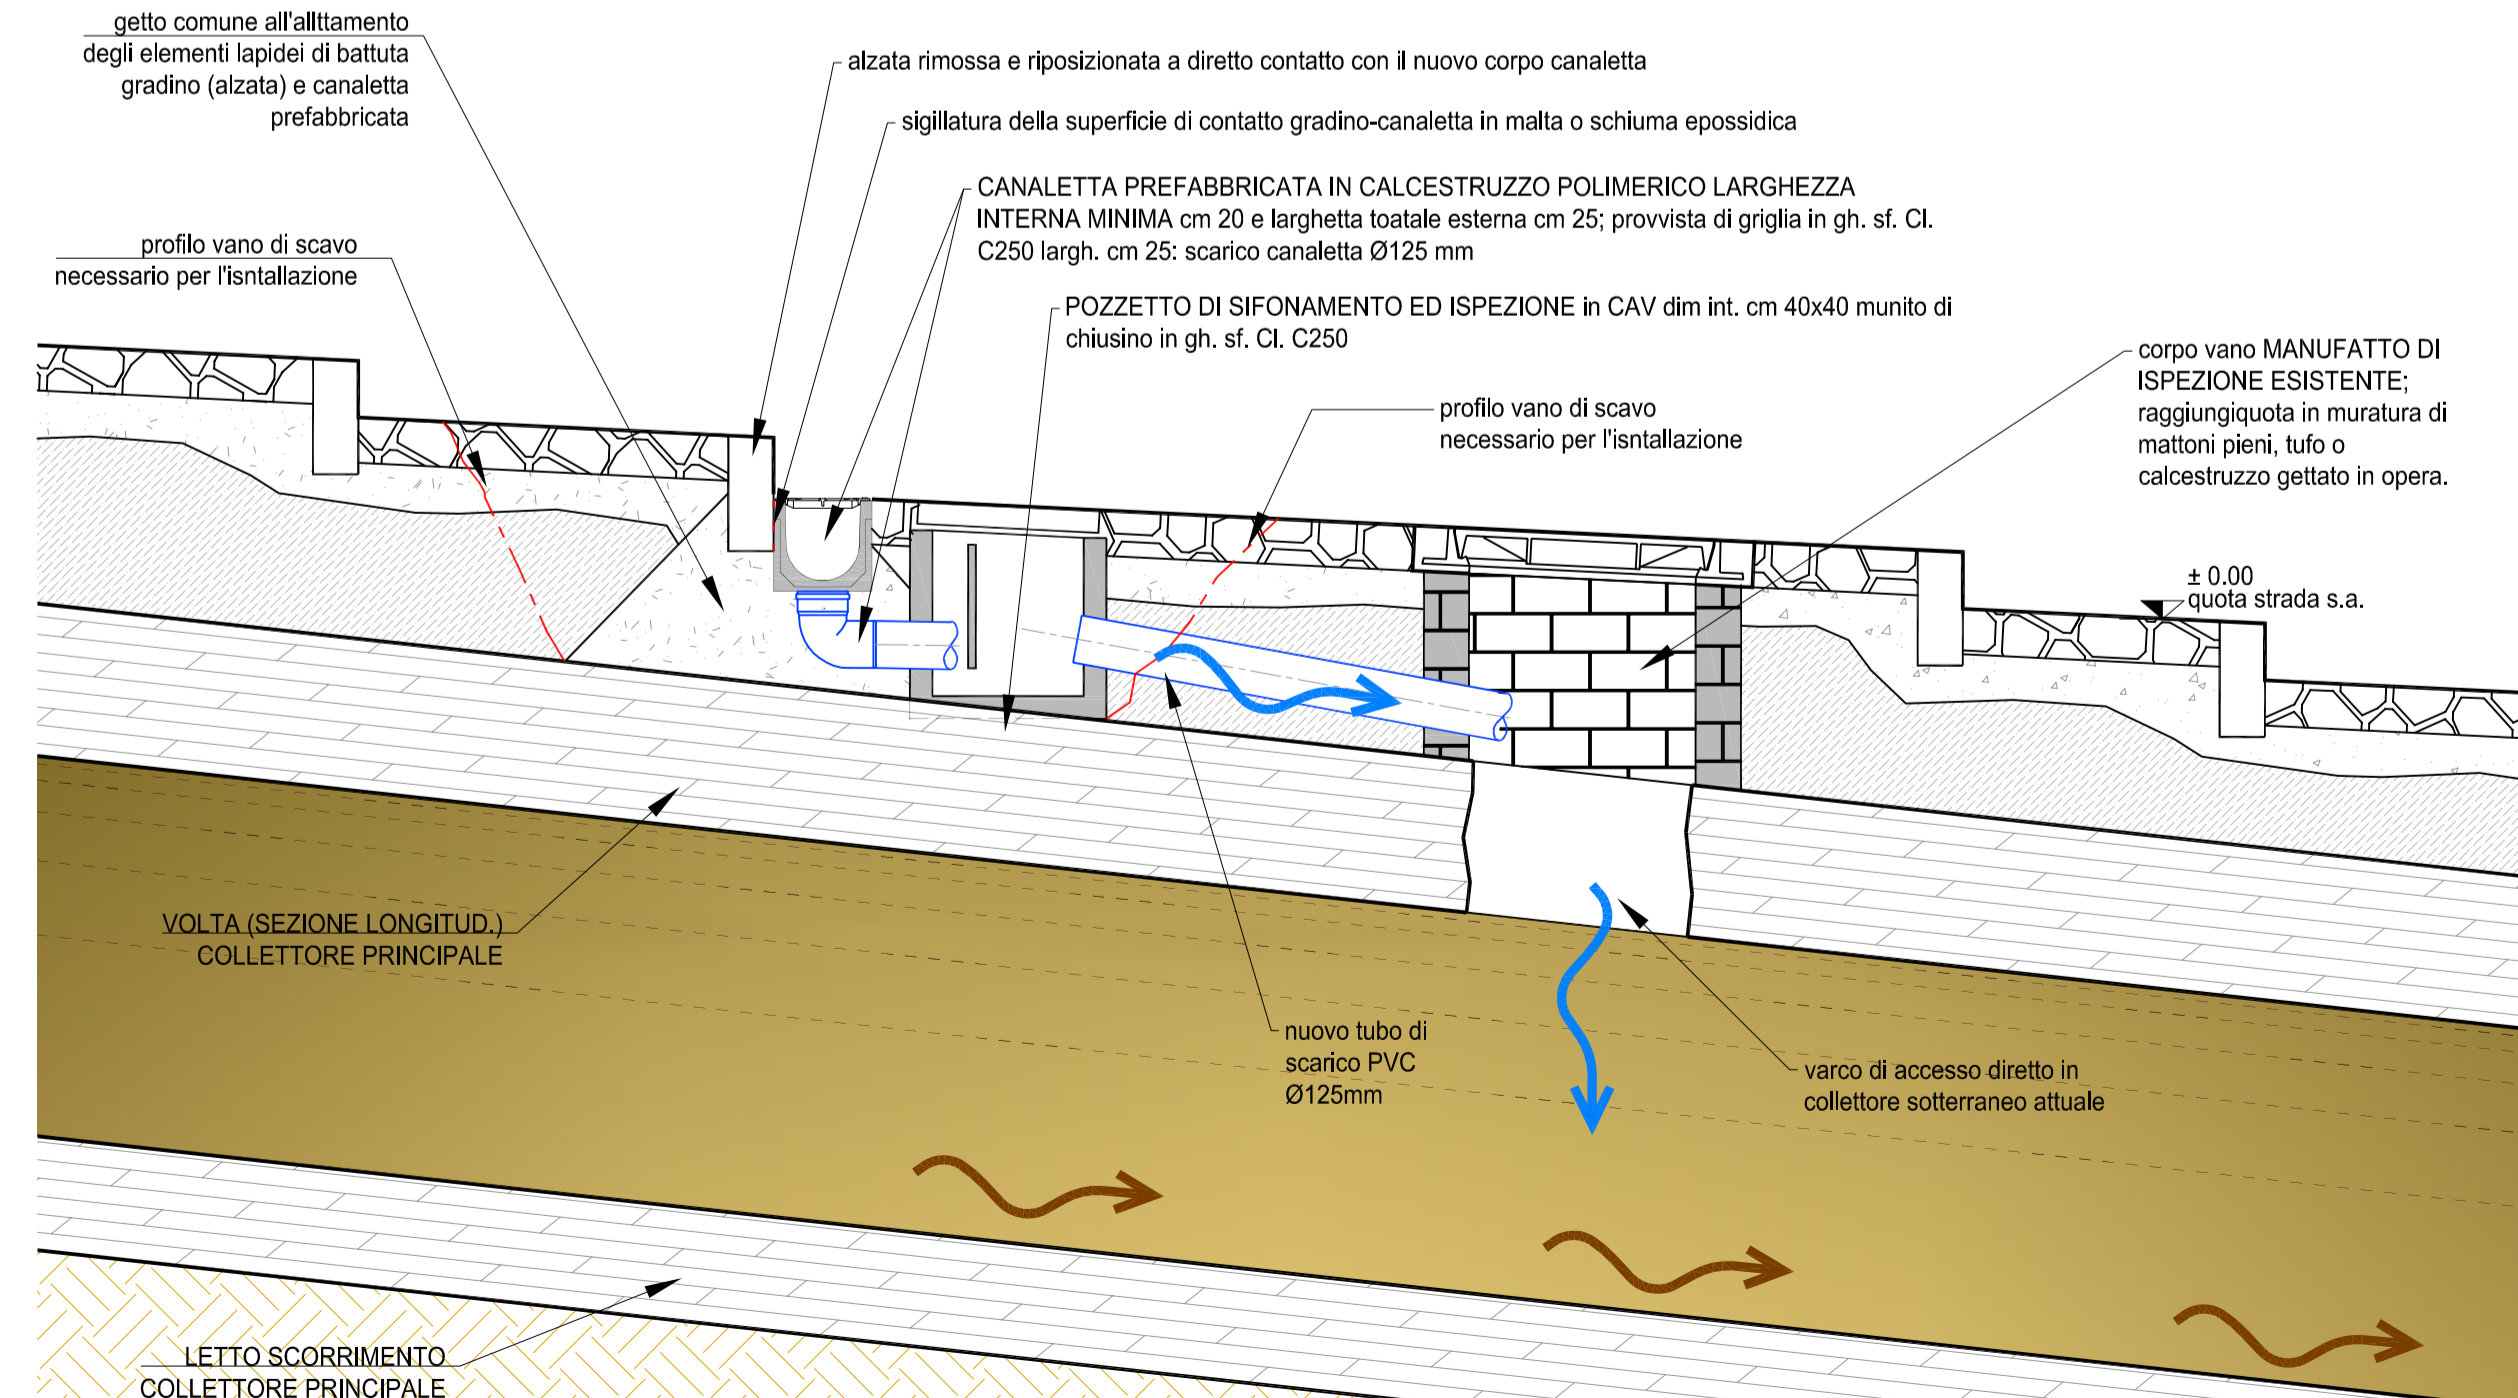 getto comune all'allttamento
degli elementi lapidei di battuta
gradino (alzata) e canaletta
prefabbricata
alzata rimossa e riposizionata a diretto contatto con il nuovo corpo canaletta
sigillatura della superficie di contatto gradino-canaletta in malta o schiuma epossidica
CANALETTA PREFABBRICATA IN CALCESTRUZZO POLIMERICO LARGHEZZA
INTERNA MINIMA cm 20 e larghetta toatale esterna cm 25; provvista di griglia in gh. sf. Cl.
C250 largh. cm 25: scarico canaletta Ø125 mm
profilo vano di scavo
necessario per l'isntallazione
POZZETTO DI SIFONAMENTO ED ISPEZIONE in CAV dim int. cm 40x40 munito di
chiusino in gh. sf. Cl. C250
corpo vano MANUFATTO DI
ISPEZIONE ESISTENTE;
raggiungiquota in muratura di
mattoni pieni, tufo o
calcestruzzo gettato in opera.
profilo vano di scavo
necessario per l'isntallazione
± 0.00
quota strada s.a.
VOLTA (SEZIONE LONGITUD.)
COLLETTORE PRINCIPALE
nuovo tubo di
scarico PVC
Ø125mm
varco di accesso diretto in
collettore sotterraneo attuale
LETTO SCORRIMENTO
COLLETTORE PRINCIPALE